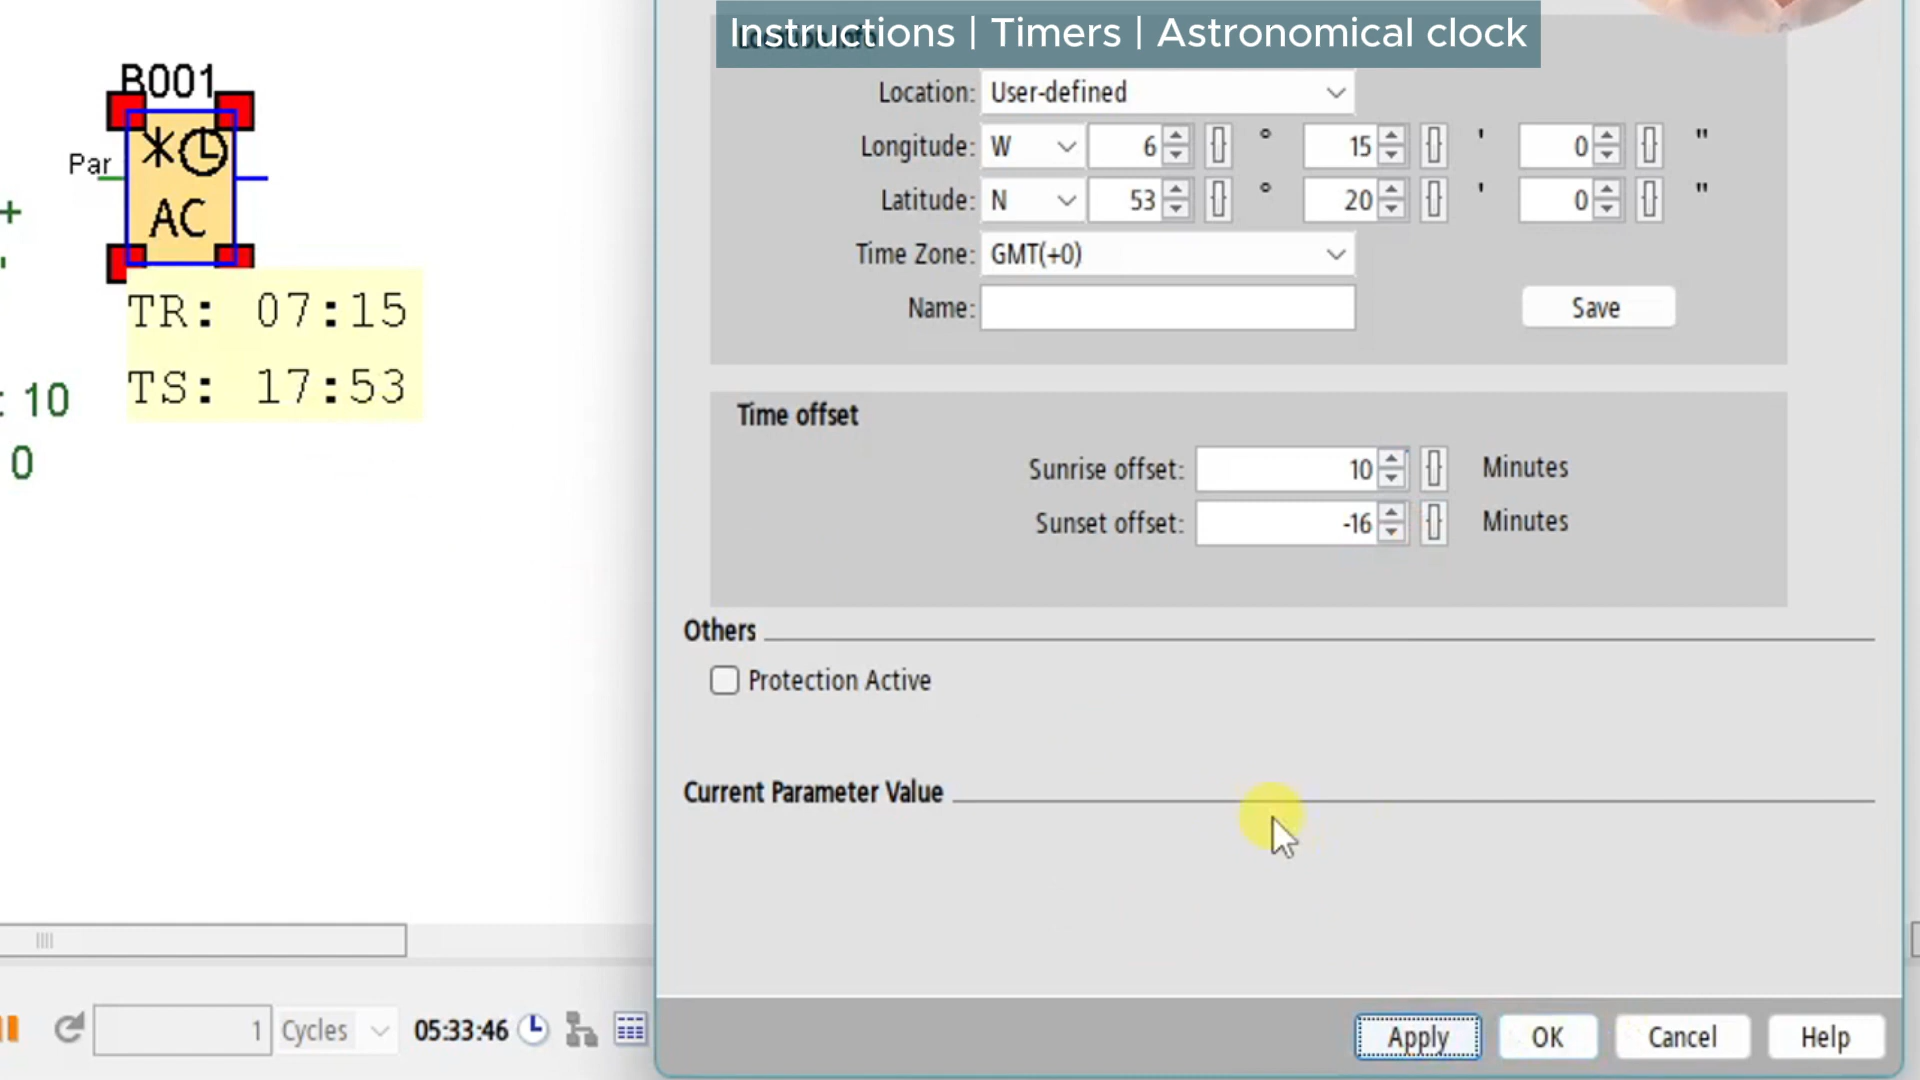 Instructions | Timers | Astronomical clock
B001
Par
AC
+
TR: 07:15
TS: 17:53
: 10
0
Location: User-defined
Longitude: W 6 ° 15 ' 0 "
Latitude: N 53 ° 20 ' 0 "
Time Zone: GMT(+0)
Name:
Save
Time offset
Sunrise offset: 10 Minutes
Sunset offset: -16 Minutes
Others
Protection Active
Current Parameter Value
1 Cycles 05:33:46
Apply OK Cancel Help